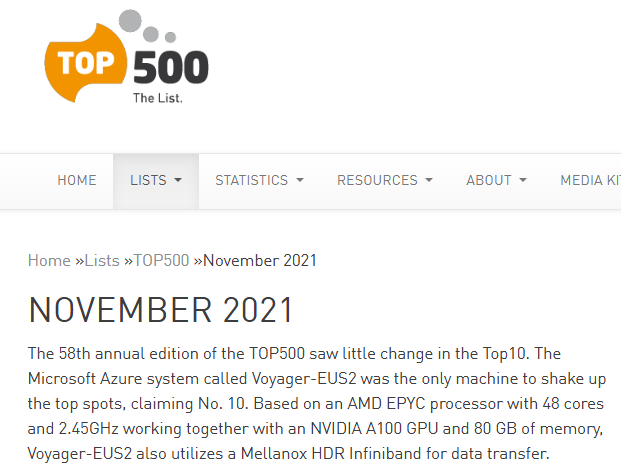 TOP 500
The List.
HOME LISTS STATISTICS RESOURCES ABOUT MEDIA KI
Home »Lists »TOP500 »November 2021
NOVEMBER 2021
The 58th annual edition of the TOP500 saw little change in the Top10. The
Microsoft Azure system called Voyager-EUS2 was the only machine to shake up
the top spots, claiming No. 10. Based on an AMD EPYC processor with 48 cores
and 2.45GHz working together with an NVIDIA A100 GPU and 80 GB of memory,
Voyager-EUS2 also utilizes a Mellanox HDR Infiniband for data transfer.